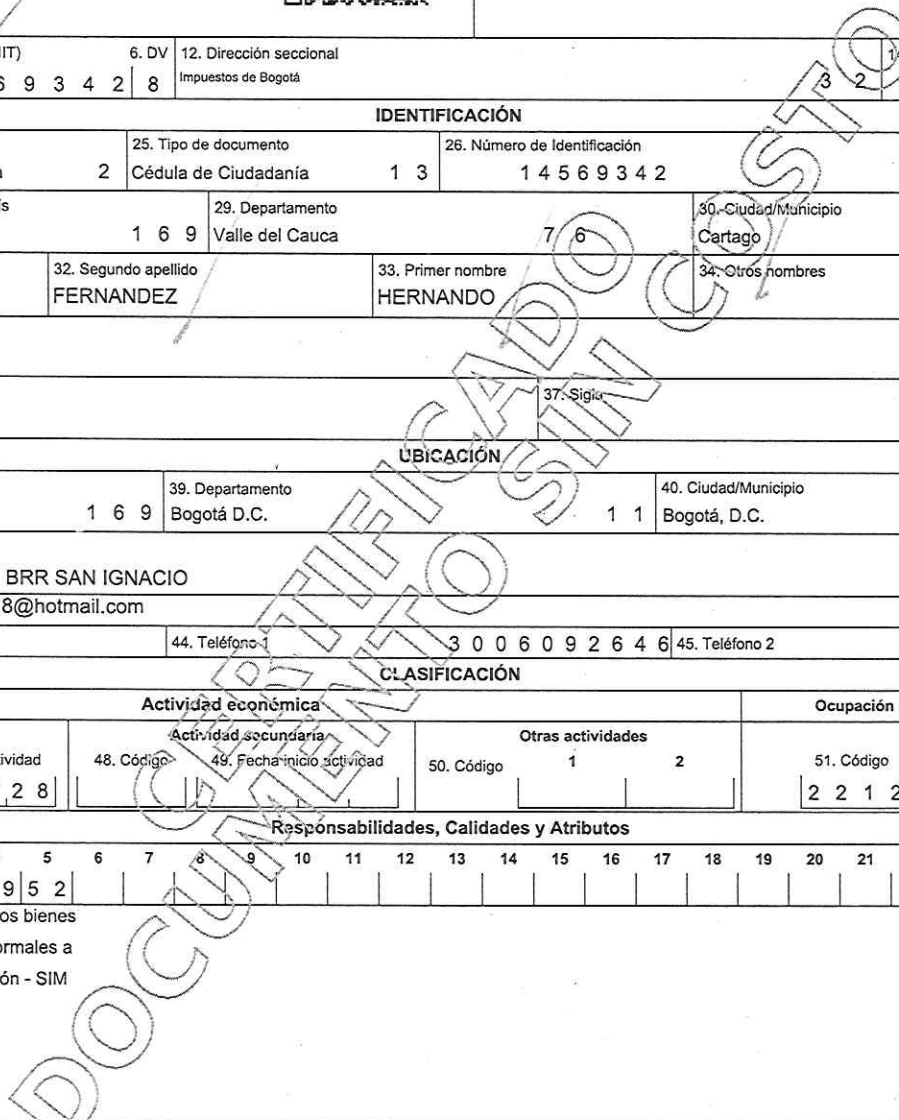 IIT) 6. DV 12. Dirección seccional
6 9 3 4 2 8 Impuestos de Bogotá 3 2
IDENTIFICACIÓN
25. Tipo de documento 26. Número de Identificación
2 Cédula de Ciudadanía 1 3 1 4 5 6 9 3 4 2
29. Departamento 30. Ciudad/Municipio
1 6 9 Valle del Cauca 7 6 Cartago
32. Segundo apellido 33. Primer nombre 34. Otros nombres
FERNANDEZ HERNANDO
37. Sigla
UBICACIÓN
39. Departamento 40. Ciudad/Municipio
1 6 9 Bogotá D.C. 1 1 Bogotá, D.C.
BRR SAN IGNACIO
8@hotmail.com
44. Teléfono 1 3 0 0 6 0 9 2 6 4 6 45. Teléfono 2
CLASIFICACIÓN
Actividad económica Ocupación
Actividad secundaria Otras actividades
ividad 48. Código 49. Fecha inicio actividad 50. Código 1 2 51. Código
2 8 2 2 1 2
Responsabilidades, Calidades y Atributos
5 6 7 8 9 10 11 12 13 14 15 16 17 18 19 20 21
9 5 2
os bienes
ormales a
ón - SIM
CERTIFICADO
DOCUMENTO SIN COSTO